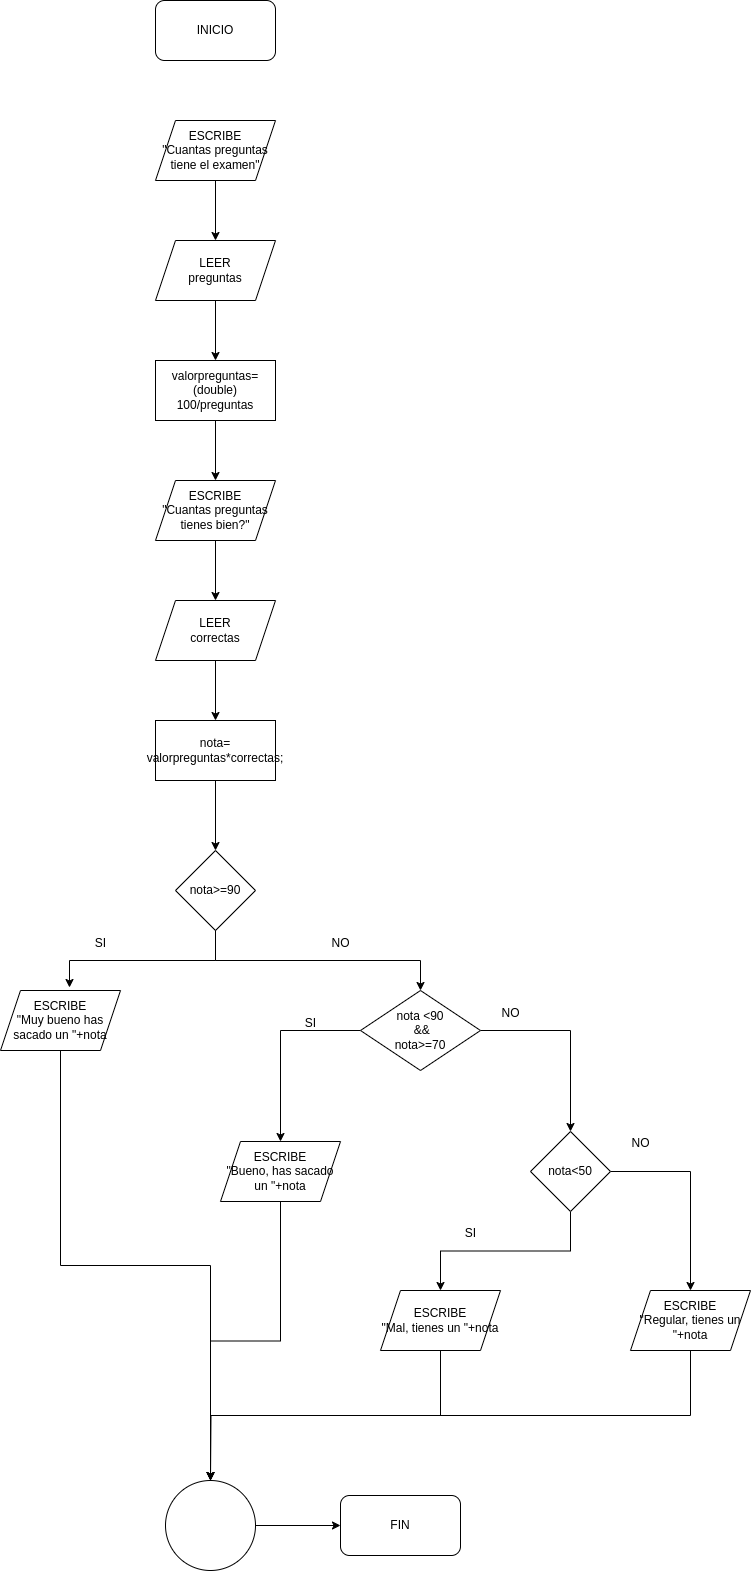 INICIO
ESCRIBE
"Cuantas preguntas
tiene el examen"
LEER
preguntas
valorpreguntas=
(double)
100/preguntas
ESCRIBE
"Cuantas preguntas
tienes bien?"
LEER
correctas
nota=
valorpreguntas*correctas;
nota>=90
SI
NO
ESCRIBE
"Muy bueno has
sacado un "+nota
nota <90
&&
nota>=70
SI
NO
ESCRIBE
"Bueno, has sacado
un "+nota
nota<50
NO
SI
ESCRIBE
"Mal, tienes un "+nota
ESCRIBE
"Regular, tienes un
"+nota
FIN